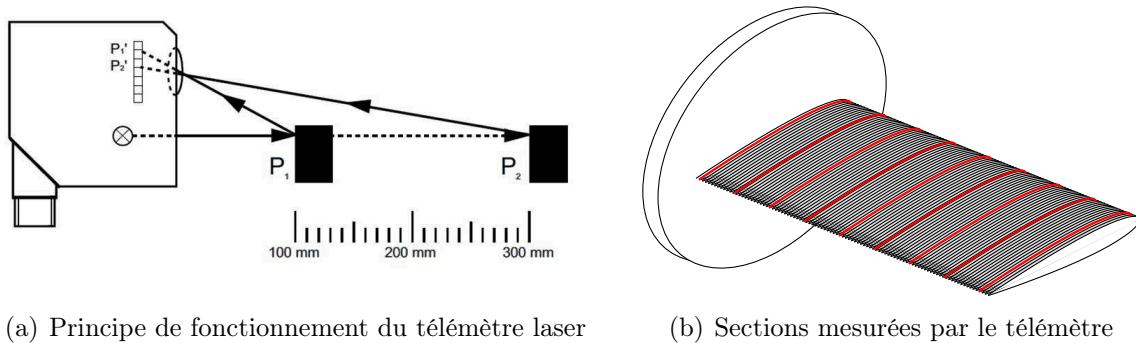 P₁'
P₂'
P₁
P₂
100 mm
200 mm
300 mm
(a) Principe de fonctionnement du télémètre laser
(b) Sections mesurées par le télémètre